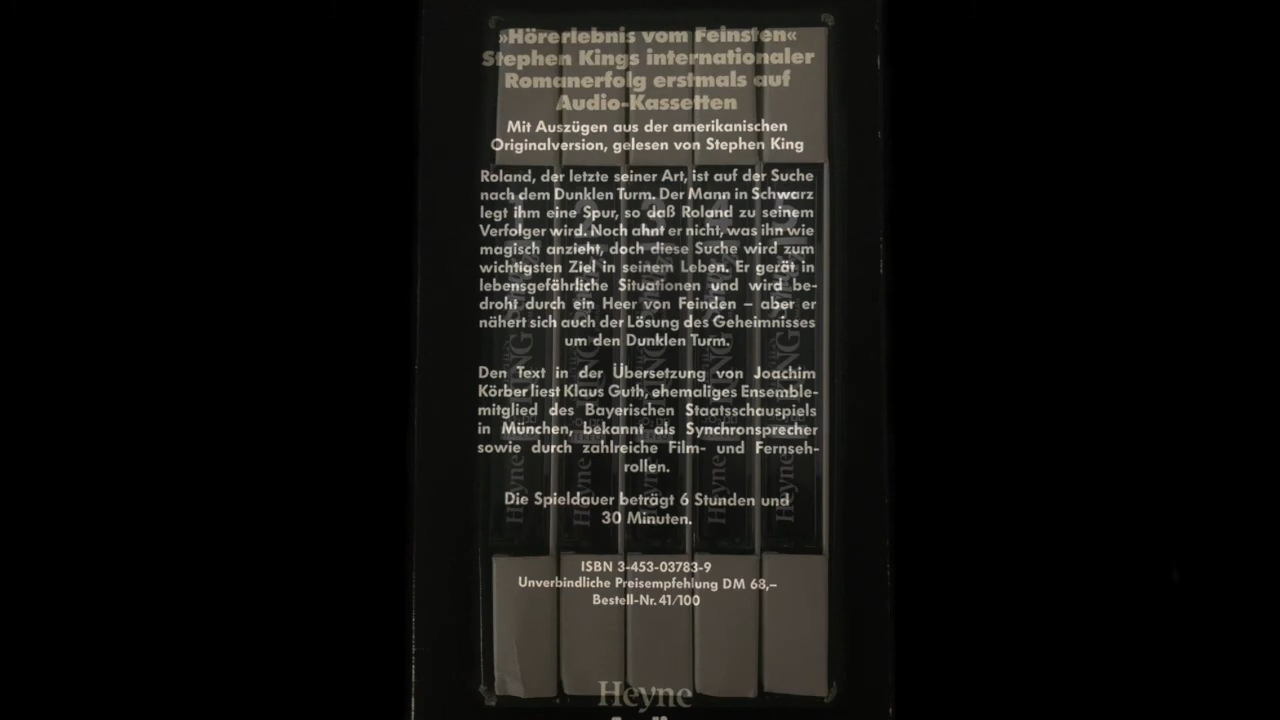 »Hörerlebnis vom Feinsten«
Stephen Kings internationaler
Romanerfolg erstmals auf
Audio-Kassetten
Mit Auszügen aus der amerikanischen
Originalversion, gelesen von Stephen King
Roland, der letzte seiner Art, ist auf der Suche
nach dem Dunklen Turm. Der Mann in Schwarz
legt ihm eine Spur, so daß Roland zu seinem
Verfolger wird. Noch ahnt er nicht, was ihn wie
magisch anzieht, doch diese Suche wird zum
wichtigsten Ziel in seinem Leben. Er gerät in
lebensgefährliche Situationen und wird be-
droht durch ein Heer von Feinden – aber er
nähert sich auch der Lösung des Geheimnisses
um den Dunklen Turm.
Den Text in der Übersetzung von Joachim
Körber liest Klaus Guth, ehemaliges Ensemble-
mitglied des Bayerischen Staatsschauspiels
in München, bekannt als Synchronsprecher
sowie durch zahlreiche Film- und Fernseh-
rollen.
Die Spieldauer beträgt 6 Stunden und
30 Minuten.
ISBN 3-453-03783-9
Unverbindliche Preisempfehlung DM 68,–
Bestell-Nr. 41/100
Heyne
Heyne
Heyne
Heyne
Heyne
Heyne